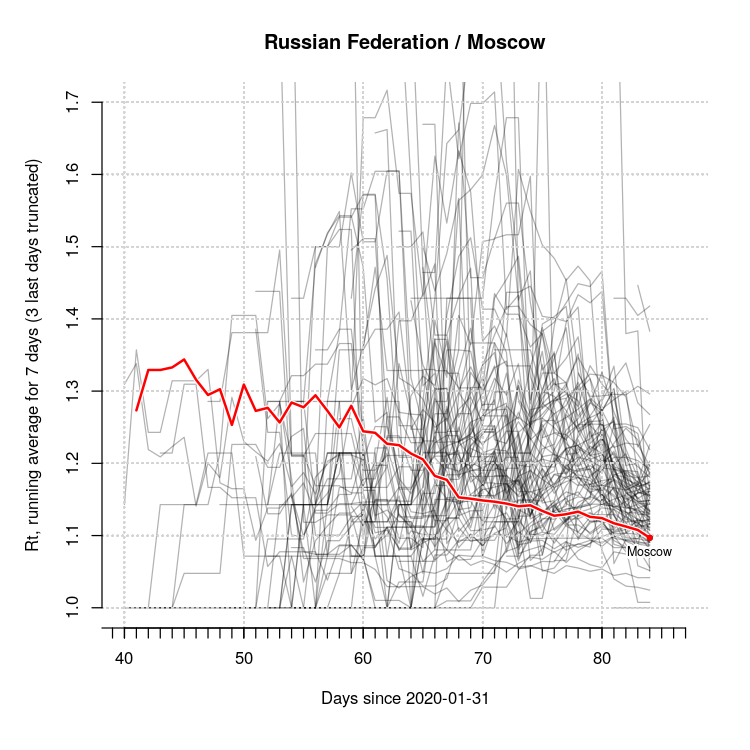 Russian Federation / Moscow
Rt, running average for 7 days (3 last days truncated)
1.7
1.6
1.5
1.4
1.3
1.2
1.1
1.0
Moscow
40 50 60 70 80
Days since 2020-01-31